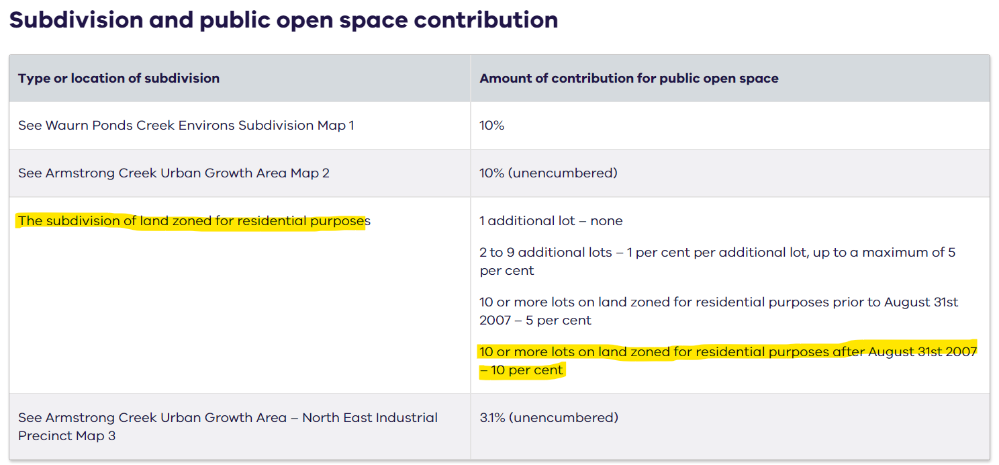 Subdivision and public open space contribution
Type or location of subdivision
Amount of contribution for public open space
See Waurn Ponds Creek Environs Subdivision Map 1
10%
See Armstrong Creek Urban Growth Area Map 2
10% (unencumbered)
The subdivision of land zoned for residential purposes
1 additional lot – none
2 to 9 additional lots – 1 per cent per additional lot, up to a maximum of 5
per cent
10 or more lots on land zoned for residential purposes prior to August 31st
2007 – 5 per cent
10 or more lots on land zoned for residential purposes after August 31st 2007
– 10 per cent
See Armstrong Creek Urban Growth Area – North East Industrial
Precinct Map 3
3.1% (unencumbered)